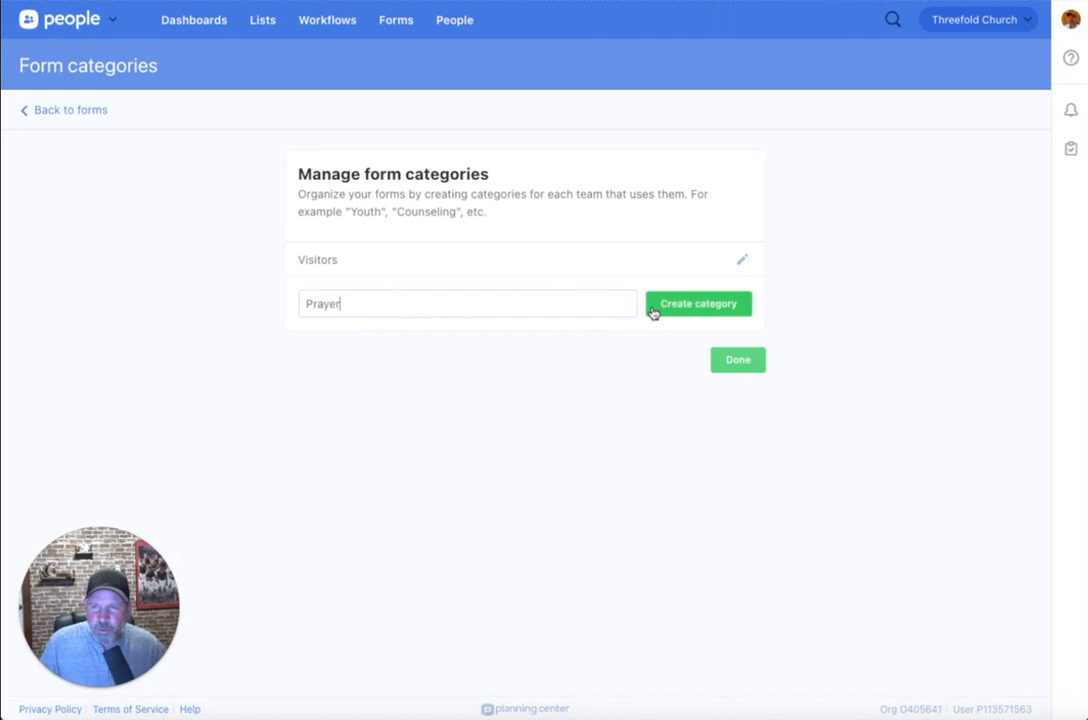 people
Dashboards
Lists
Workflows
Forms
People
Threefold Church
Form categories
Back to forms
Manage form categories
Organize your forms by creating categories for each team that uses them. For
example "Youth", "Counseling", etc.
Visitors
Prayer
Create category
Done
Privacy Policy
Terms of Service
Help
planning center
Org O405641
User P113571563